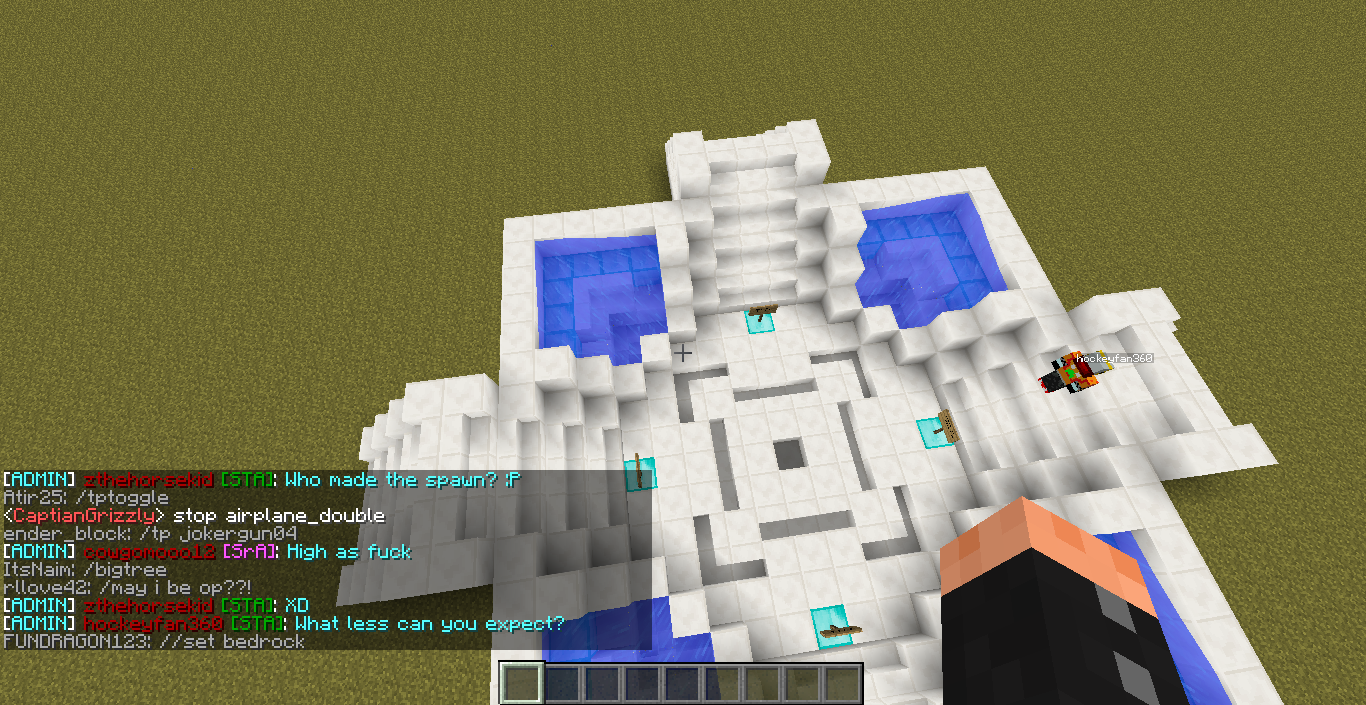 hockeyfan360
[ADMIN] zthehorsekid [STA]: Who made the spawn? :P
Atir25: /tptoggle
<CaptianGrizzly> stop airplane_double
ender_block: /tp jokergun04
[ADMIN] cowgomooo12 [SrA]: High as fuck
ItsNaim: /bigtree
rllove42: /may i be op??!
[ADMIN] zthehorsekid [STA]: XD
[ADMIN] hockeyfan360 [STA]: What less can you expect?
FUNDRAGON123: //set bedrock